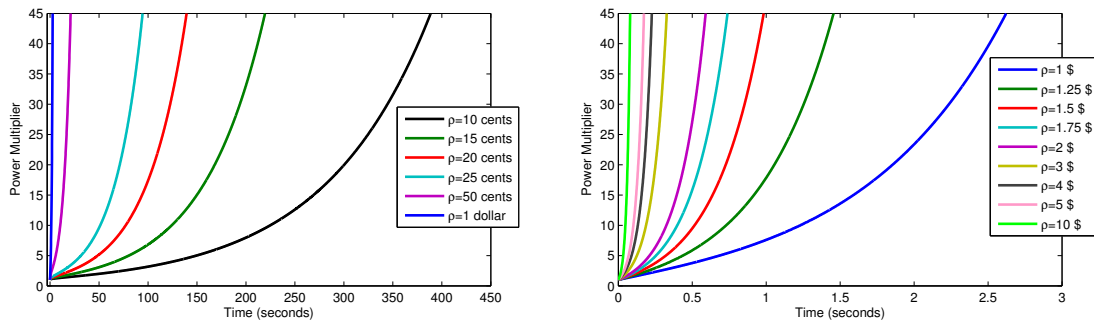 45
40
35
30
25
20
15
10
5
0
Power Multiplier
0 50 100 150 200 250 300 350 400 450
Time (seconds)
ρ=10 cents
ρ=15 cents
ρ=20 cents
ρ=25 cents
ρ=50 cents
ρ=1 dollar
45
40
35
30
25
20
15
10
5
0
Power Multiplier
0 0.5 1 1.5 2 2.5 3
Time (seconds)
ρ=1 $
ρ=1.25 $
ρ=1.5 $
ρ=1.75 $
ρ=2 $
ρ=3 $
ρ=4 $
ρ=5 $
ρ=10 $